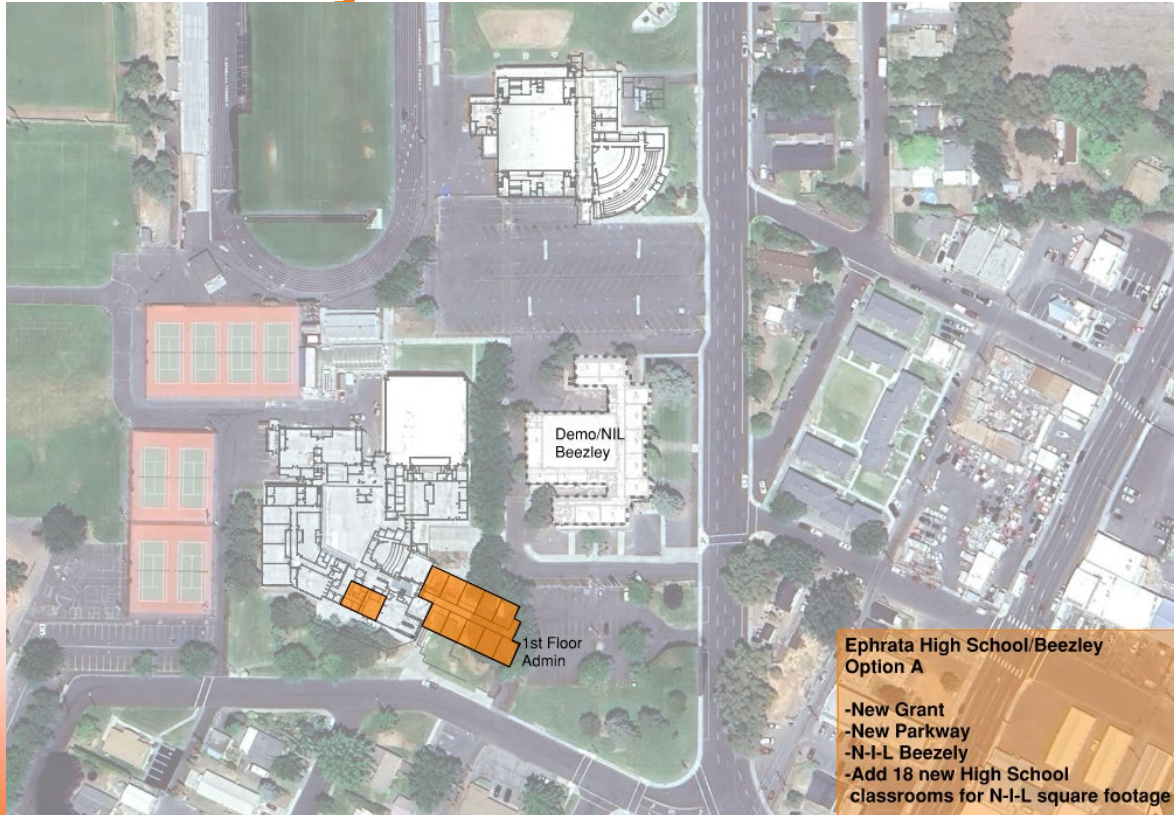 Demo/NIL
Beezley
1st Floor
Admin
Ephrata High School/Beezley
Option A
-New Grant
-New Parkway
-N-I-L Beezely
-Add 18 new High School
classrooms for N-I-L square footage